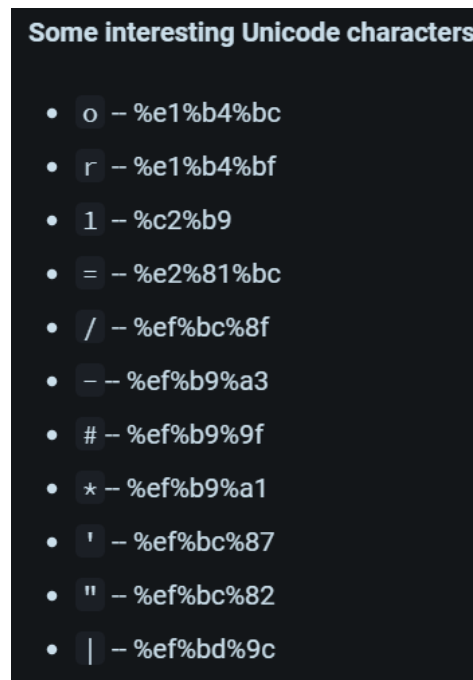 Some interesting Unicode characters
• o – %e1%b4%bc
• r – %e1%b4%bf
• 1 – %c2%b9
• = – %e2%81%bc
• / – %ef%bc%8f
• - – %ef%b9%a3
• # – %ef%b9%9f
• * – %ef%b9%a1
• ' – %ef%bc%87
• " – %ef%bc%82
• | – %ef%bd%9c